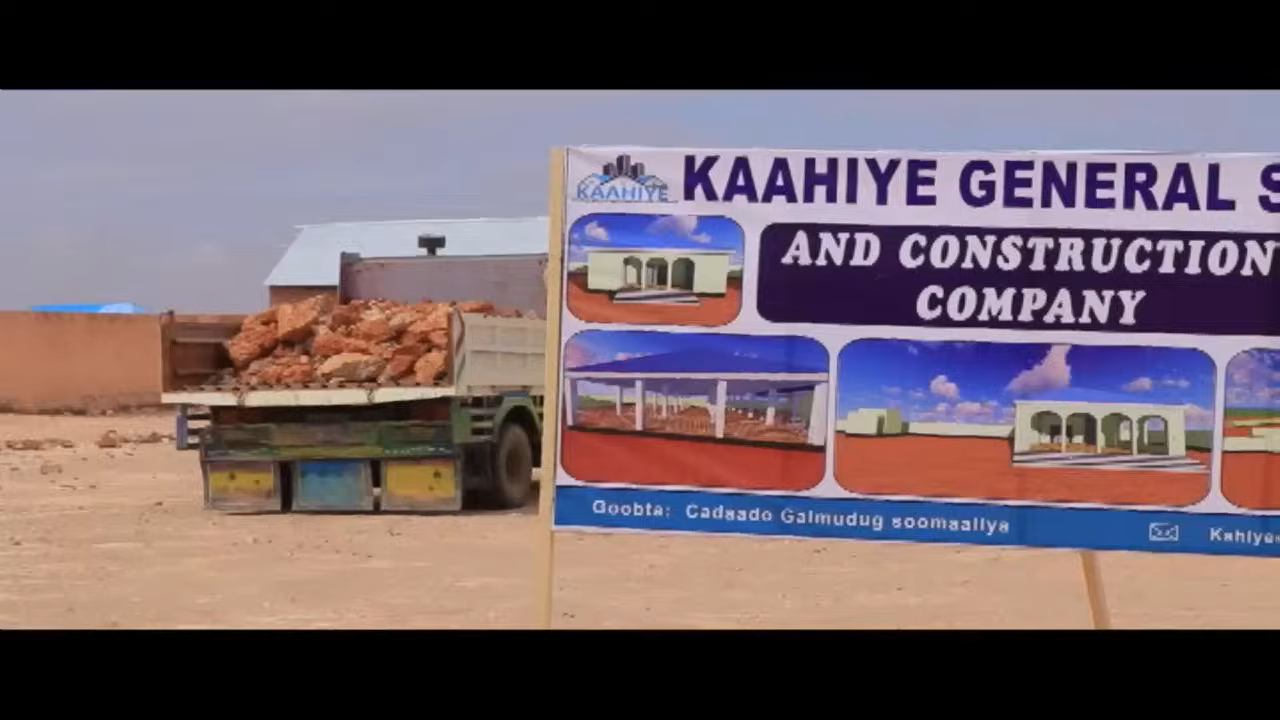 KAAHIYE
KAAHIYE GENERAL S
AND CONSTRUCTION
COMPANY
Goobta: Cadaado Galmudug soomaaliya